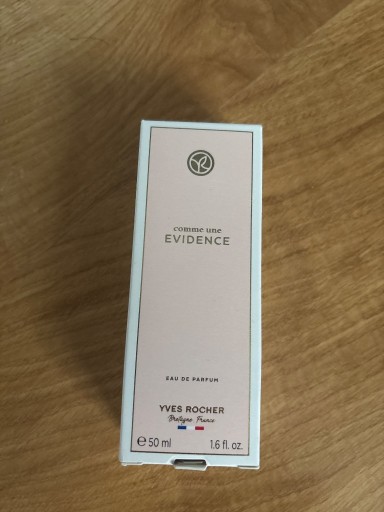 comme une
EVIDENCE
EAU DE PARFUM
YVES ROCHER
Bretagne France
℮ 50 ml 1.6 fl. oz.